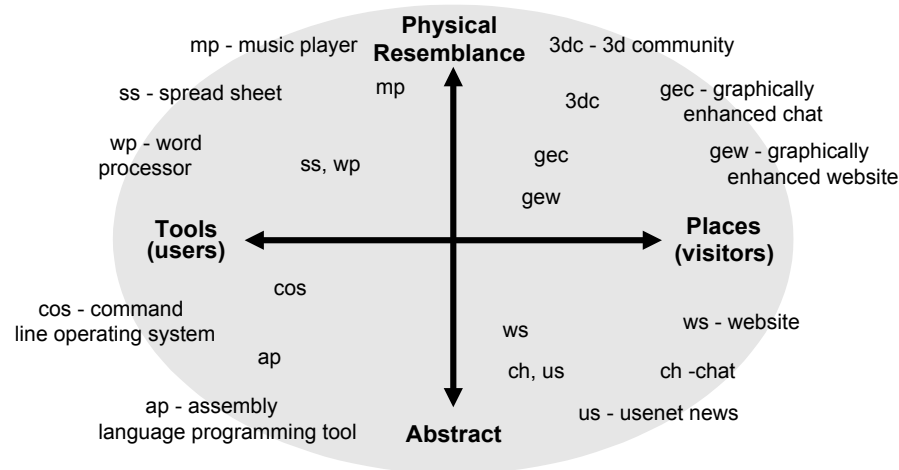 Physical
Resemblance
mp - music player
3dc - 3d community
ss - spread sheet
mp
3dc
gec - graphically
enhanced chat
wp - word
processor
ss, wp
gec
gew - graphically
enhanced website
gew
Tools
(users)
Places
(visitors)
cos
cos - command
line operating system
ws
ws - website
ap
ch, us
ch -chat
ap - assembly
language programming tool
us - usenet news
Abstract